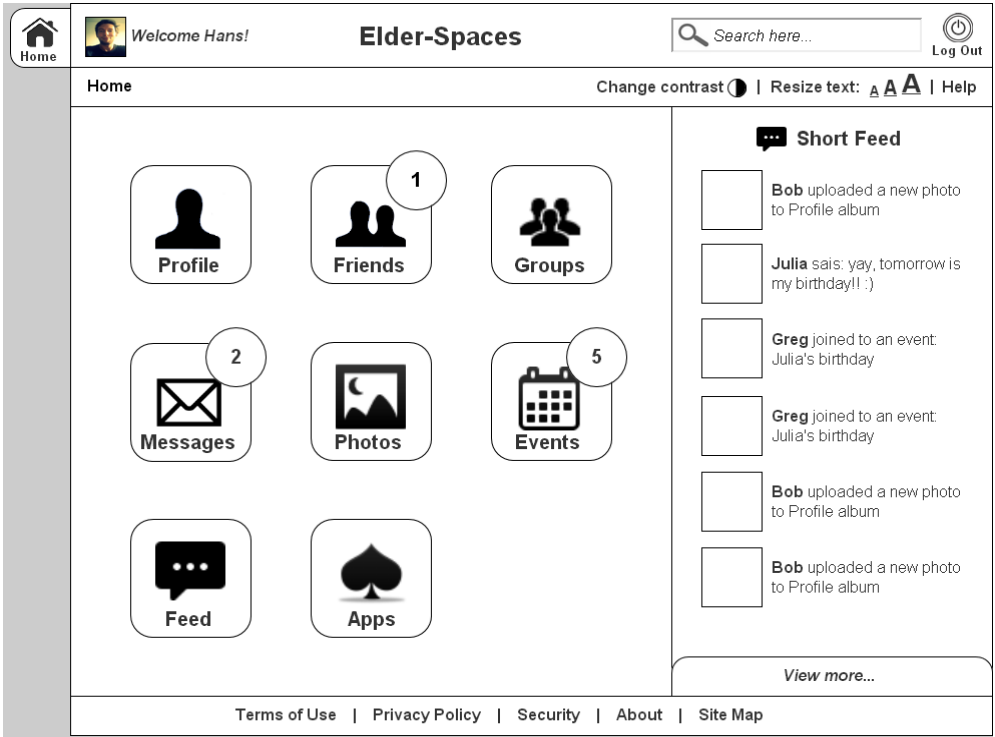 Home
Welcome Hans!
Elder-Spaces
Search here...
Log Out
Home
Change contrast | Resize text: A A A | Help
Short Feed
Profile
1
Friends
Groups
2
Messages
Photos
5
Events
Feed
Apps
Bob uploaded a new photo
to Profile album
Julia sais: yay, tomorrow is
my birthday!! :)
Greg joined to an event:
Julia's birthday
Greg joined to an event:
Julia's birthday
Bob uploaded a new photo
to Profile album
Bob uploaded a new photo
to Profile album
View more...
Terms of Use | Privacy Policy | Security | About | Site Map